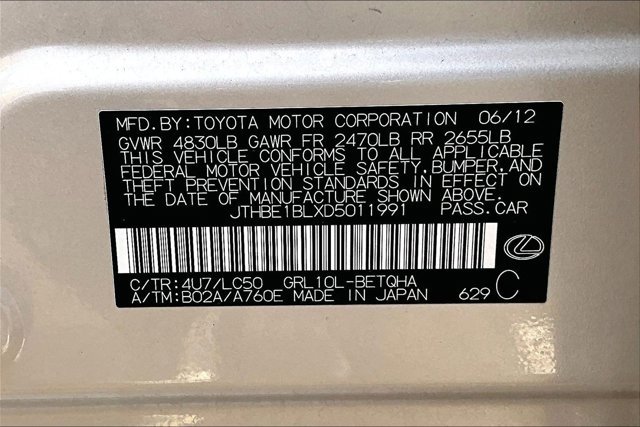 MFD.BY:TOYOTA MOTOR CORPORATION 06/12
GVWR 4830LB GAWR FR 2470LB RR 2655LB
THIS VEHICLE CONFORMS TO ALL APPLICABLE
FEDERAL MOTOR VEHICLE SAFETY,BUMPER,AND
THEFT PREVENTION STANDARDS IN EFFECT ON
THE DATE OF MANUFACTURE SHOWN ABOVE.
JTHBE1BLXD5011991 PASS.CAR
C/TR:4U7/LC50 GRL10L-BETQHA
A/TM:B02A/A760E MADE IN JAPAN 629 C